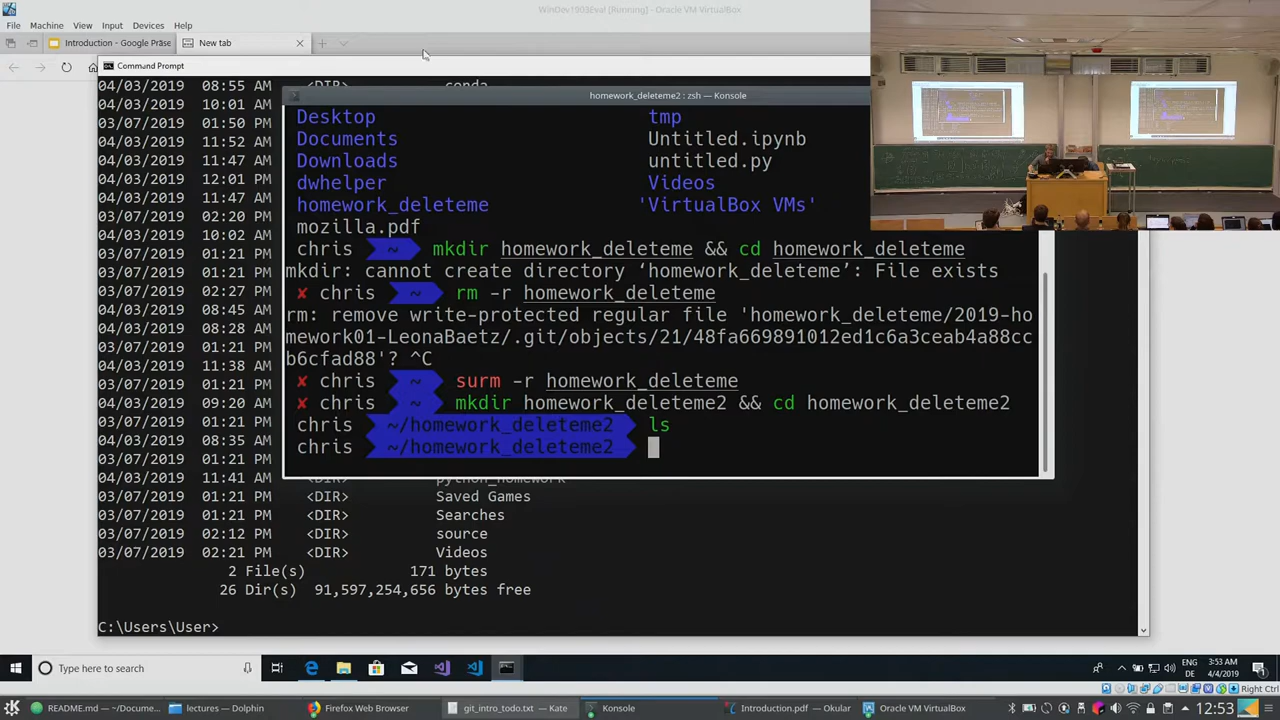 WinDev1903Eval [Running] - Oracle VM VirtualBox
File Machine View Input Devices Help
Introduction - Google Präse New tab
Command Prompt
04/03/2019 08:55 AM <DIR> conda
homework_deleteme2 : zsh — Konsole
04/03/2019
10:01 AM
03/07/2019
01:50 PM
04/03/2019
11:52 AM
04/03/2019
11:47 AM
04/03/2019
12:01 PM
04/03/2019
11:47 AM
03/07/2019
02:20 PM
04/03/2019
10:02 AM
03/07/2019
01:21 PM
03/07/2019
01:21 PM
03/07/2019
02:27 PM
04/03/2019
08:45 AM
04/03/2019
08:28 AM
03/07/2019
01:21 PM
04/03/2019
11:38 AM
04/03/2019
09:20 AM
03/07/2019
01:21 PM
03/07/2019
01:21 PM
Desktop tmp
Documents Untitled.ipynb
Downloads untitled.py
dwhelper Videos
homework_deleteme 'VirtualBox VMs'
mozilla.pdf
chris ~ mkdir homework_deleteme && cd homework_deleteme
mkdir: cannot create directory ‘homework_deleteme’: File exists
✘ chris ~ rm -r homework_deleteme
rm: remove write-protected regular file 'homework_deleteme/2019-ho
mework01-LeonaBaetz/.git/objects/21/48fa669891012ed1c6a3ceab4a88cc
b6cfad88'? ^C
✘ chris ~ surm -r homework_deleteme
✘ chris ~ mkdir homework_deleteme2 && cd homework_deleteme2
chris ~/homework_deleteme2 ls
chris ~/homework_deleteme2
04/03/2019 11:41 AM <DIR> python_homework
03/07/2019 01:21 PM <DIR> Saved Games
03/07/2019 01:21 PM <DIR> Searches
03/07/2019 02:12 PM <DIR> source
03/07/2019 02:21 PM <DIR> Videos
2 File(s) 171 bytes
26 Dir(s) 91,597,254,656 bytes free
C:\Users\User>
Type here to search
ENG 3:53 AM
DE 4/4/2019
Right Ctrl
README.md — ~/Docume... lectures — Dolphin Firefox Web Browser git_intro_todo.txt — Kate Konsole Introduction.pdf — Okular Oracle VM VirtualBox 12:53